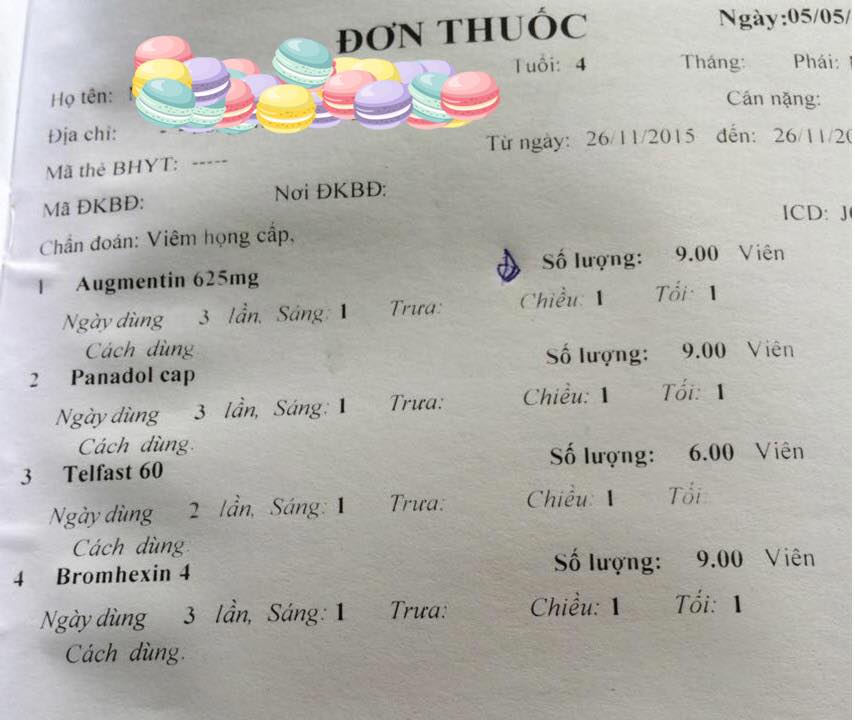 ĐƠN THUỐC
Ngày:05/05/
Tuổi: 4 Tháng: Phái:
Họ tên:
Cán nặng:
Địa chỉ:
Từ ngày: 26/11/2015 đến: 26/11/20
Mã thẻ BHYT: -----
Mã ĐKBĐ: Nơi ĐKBĐ:
ICD: J
Chẩn đoán: Viêm họng cấp,
1 Augmentin 625mg Số lượng: 9.00 Viên
Ngày dùng 3 lần, Sáng: 1 Trưa: Chiều: 1 Tối: 1
Cách dùng
2 Panadol cap Số lượng: 9.00 Viên
Ngày dùng 3 lần, Sáng: 1 Trưa: Chiều: 1 Tối: 1
Cách dùng.
3 Telfast 60 Số lượng: 6.00 Viên
Ngày dùng 2 lần, Sáng: 1 Trưa: Chiều: 1 Tối:
Cách dùng
4 Bromhexin 4 Số lượng: 9.00 Viên
Ngày dùng 3 lần, Sáng: 1 Trưa: Chiều: 1 Tối: 1
Cách dùng.